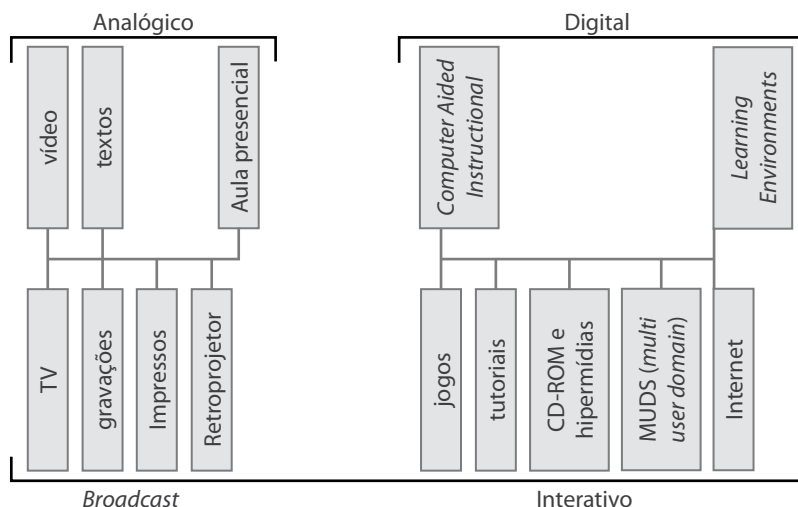 Analógico
Digital
vídeo
textos
Aula presencial
Computer Aided
Instructional
Learning
Environments
TV
gravações
Impressos
Retroprojetor
jogos
tutoriais
CD-ROM e
hipermídias
MUDS (multi
user domain)
Internet
Broadcast
Interativo